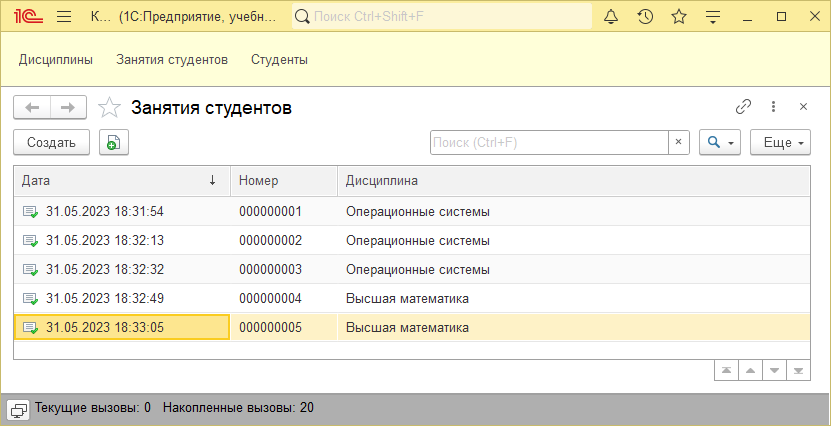 1С К... (1С:Предприятие, учебн... Поиск Ctrl+Shift+F
Дисциплины Занятия студентов Студенты
Занятия студентов
Создать Поиск (Ctrl+F) × Еще
Дата ↓ Номер Дисциплина
31.05.2023 18:31:54 000000001 Операционные системы
31.05.2023 18:32:13 000000002 Операционные системы
31.05.2023 18:32:32 000000003 Операционные системы
31.05.2023 18:32:49 000000004 Высшая математика
31.05.2023 18:33:05 000000005 Высшая математика
Текущие вызовы: 0 Накопленные вызовы: 20